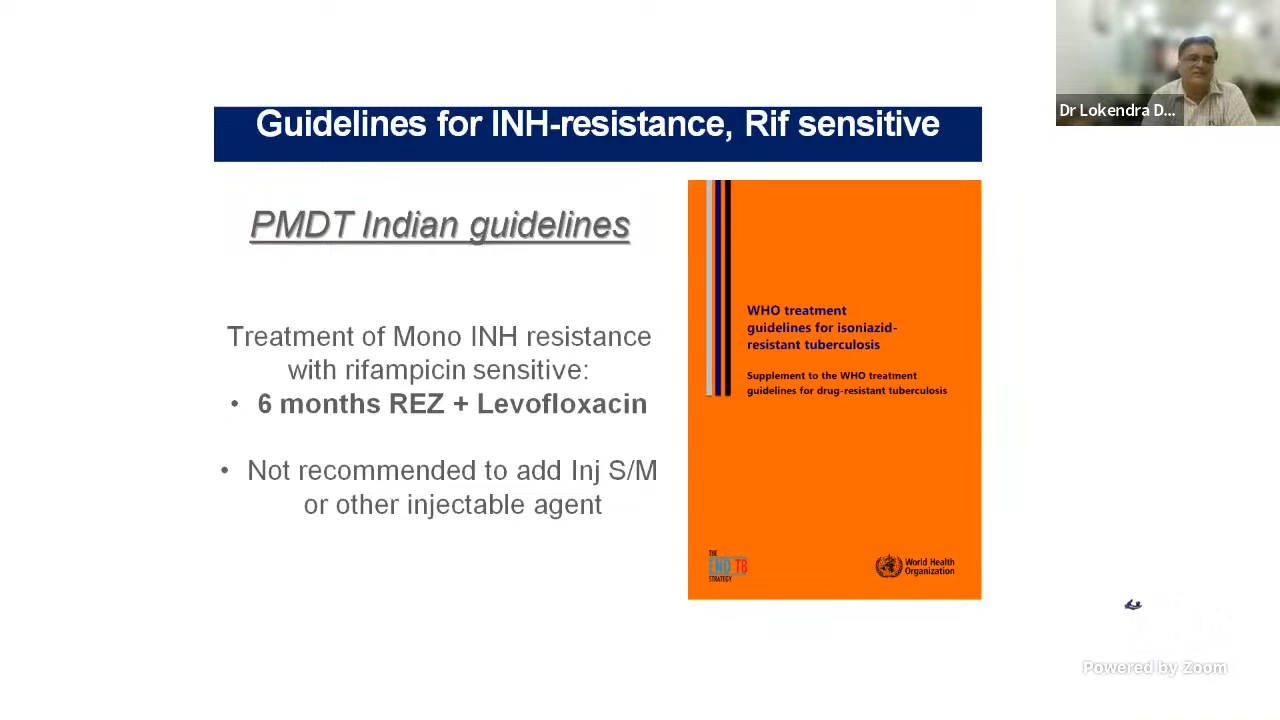 Dr Lokendra D...
Guidelines for INH-resistance, Rif sensitive
PMDT Indian guidelines
Treatment of Mono INH resistance
with rifampicin sensitive:
• 6 months REZ + Levofloxacin
• Not recommended to add Inj S/M
or other injectable agent
WHO treatment
guidelines for isoniazid-
resistant tuberculosis
Supplement to the WHO treatment
guidelines for drug-resistant tuberculosis
THE
END TB
STRATEGY
World Health
Organization
Powered by Zoom